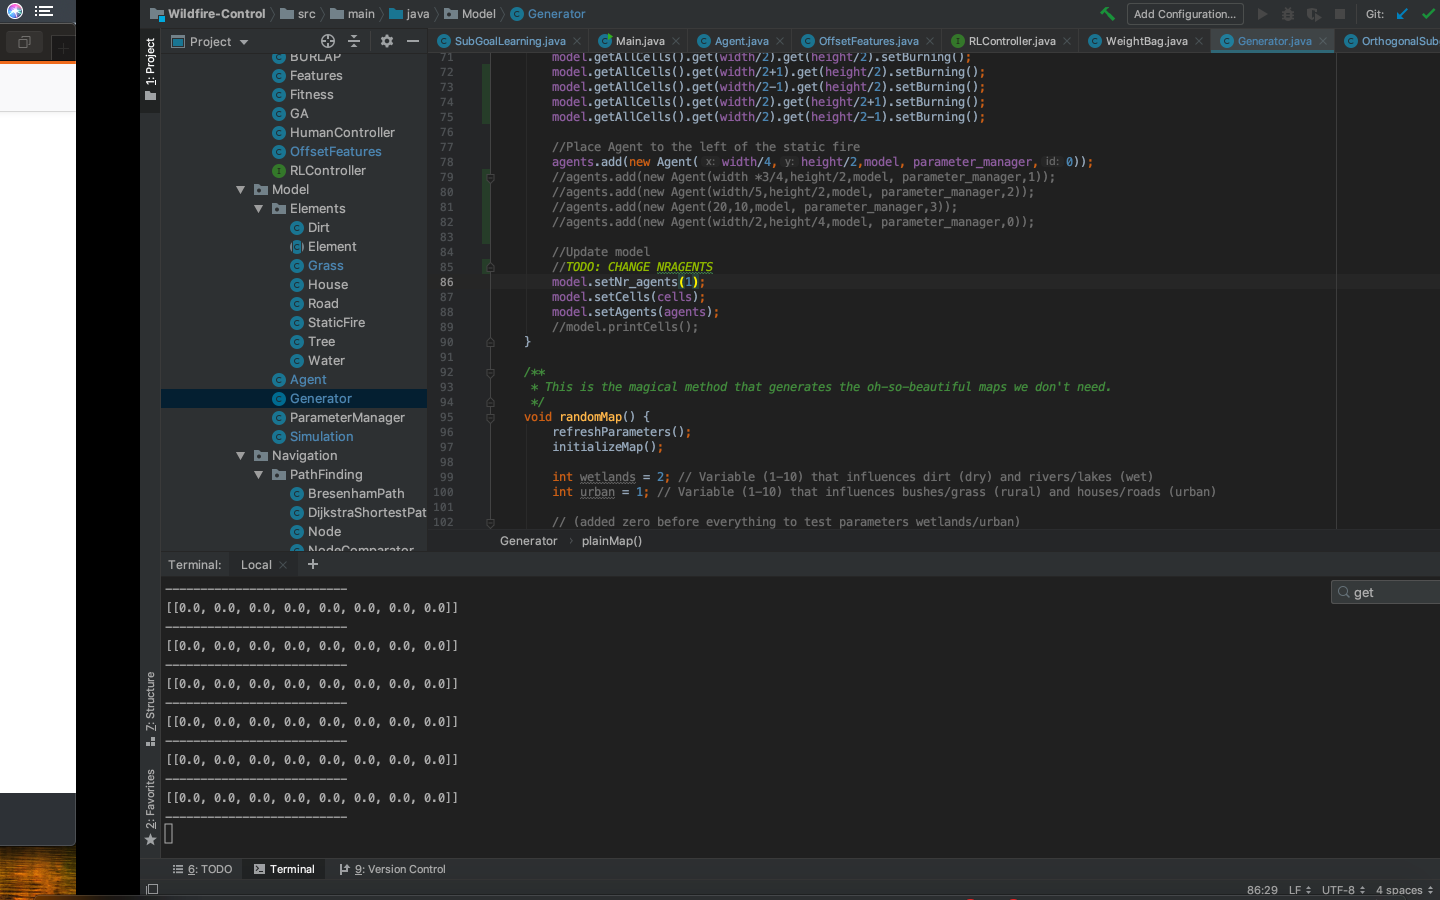 Wildfire-Control src main java Model Generator Add Configuration... Git:
1: Project
Project
SubGoalLearning.java Main.java Agent.java OffsetFeatures.java RLController.java WeightBag.java Generator.java OrthogonalSub
BURLAP
Features
Fitness
GA
HumanController
OffsetFeatures
RLController
Model
Elements
Dirt
Element
Grass
House
Road
StaticFire
Tree
Water
Agent
Generator
ParameterManager
Simulation
Navigation
PathFinding
BresenhamPath
DijkstraShortestPat
Node
NodeComparator
71 model.getAllCells().get(width/2).get(height/2).setBurning();
72 model.getAllCells().get(width/2+1).get(height/2).setBurning();
73 model.getAllCells().get(width/2-1).get(height/2).setBurning();
74 model.getAllCells().get(width/2).get(height/2+1).setBurning();
75 model.getAllCells().get(width/2).get(height/2-1).setBurning();
76
77 //Place Agent to the left of the static fire
78 agents.add(new Agent( x: width/4, y: height/2,model, parameter_manager, id: 0));
79 //agents.add(new Agent(width *3/4,height/2,model, parameter_manager,1));
80 //agents.add(new Agent(width/5,height/2,model, parameter_manager,2));
81 //agents.add(new Agent(20,10,model, parameter_manager,3));
82 //agents.add(new Agent(width/2,height/4,model, parameter_manager,0));
83
84 //Update model
85 //TODO: CHANGE NRAGENTS
86 model.setNr_agents(1);
87 model.setCells(cells);
88 model.setAgents(agents);
89 //model.printCells();
90 }
91
92 /**
93 * This is the magical method that generates the oh-so-beautiful maps we don't need.
94 */
95 void randomMap() {
96 refreshParameters();
97 initializeMap();
98
99 int wetlands = 2; // Variable (1-10) that influences dirt (dry) and rivers/lakes (wet)
100 int urban = 1; // Variable (1-10) that influences bushes/grass (rural) and houses/roads (urban)
101
102 // (added zero before everything to test parameters wetlands/urban)
Generator plainMap()
Terminal: Local +
--------------------------
[[0.0, 0.0, 0.0, 0.0, 0.0, 0.0, 0.0, 0.0]]
--------------------------
[[0.0, 0.0, 0.0, 0.0, 0.0, 0.0, 0.0, 0.0]]
--------------------------
[[0.0, 0.0, 0.0, 0.0, 0.0, 0.0, 0.0, 0.0]]
--------------------------
[[0.0, 0.0, 0.0, 0.0, 0.0, 0.0, 0.0, 0.0]]
--------------------------
[[0.0, 0.0, 0.0, 0.0, 0.0, 0.0, 0.0, 0.0]]
--------------------------
[[0.0, 0.0, 0.0, 0.0, 0.0, 0.0, 0.0, 0.0]]
--------------------------
get
7: Structure
2: Favorites
6: TODO Terminal 9: Version Control
86:29 LF UTF-8 4 spaces